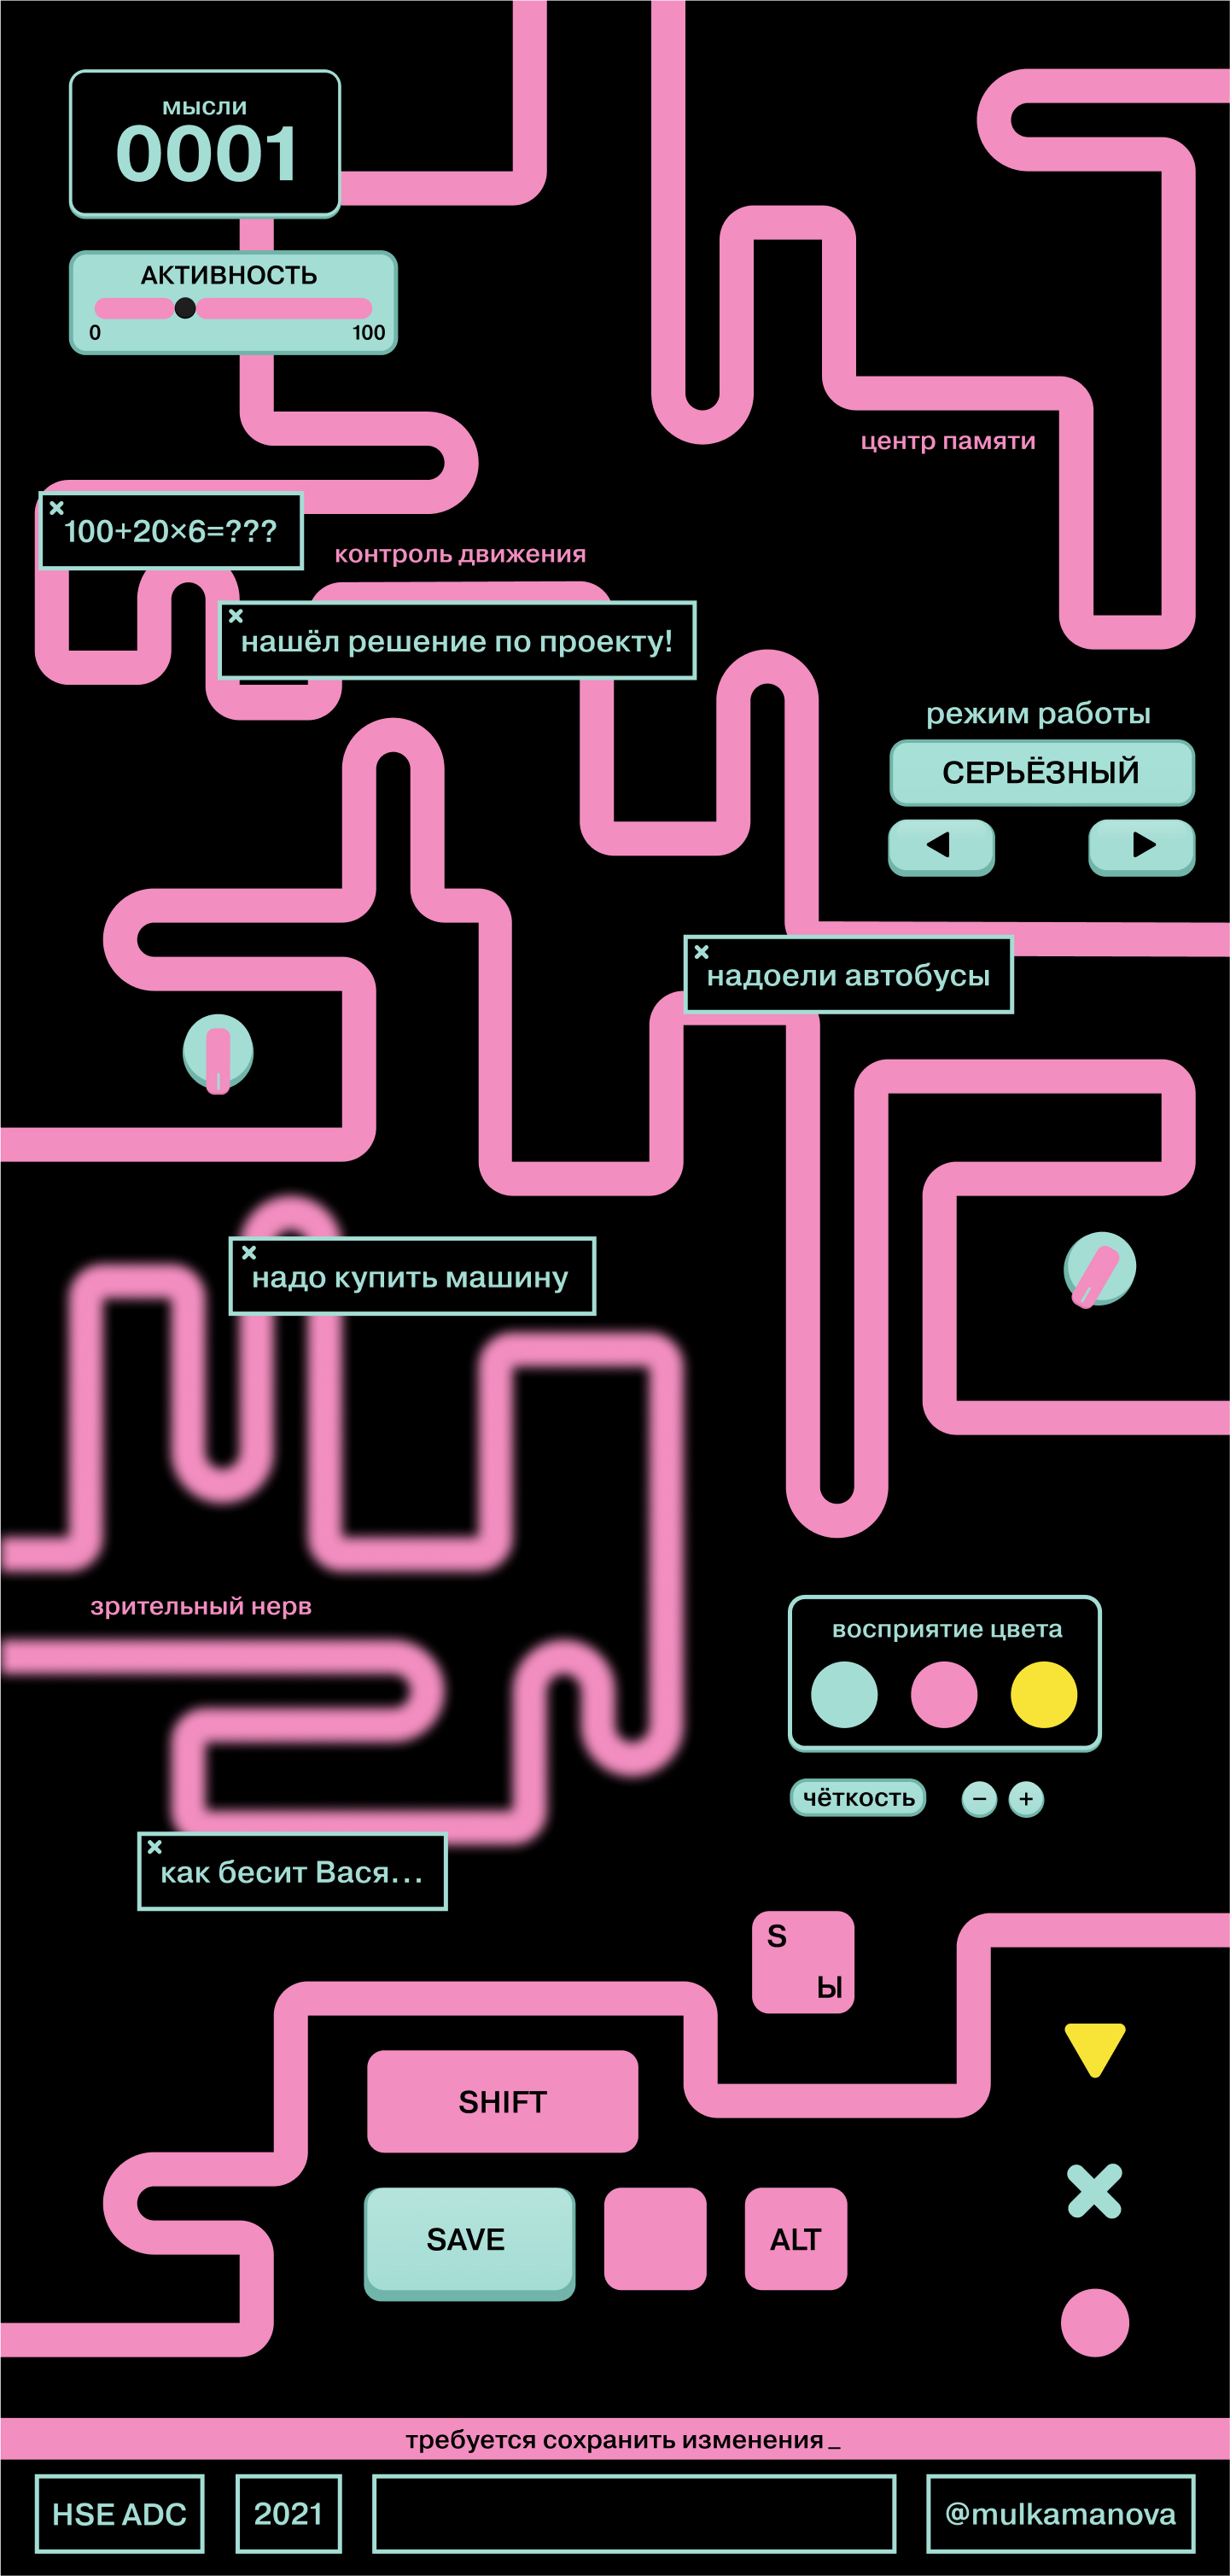 мысли
0001
АКТИВНОСТЬ
0 100
центр памяти
100+20×6=???
контроль движения
нашёл решение по проекту!
режим работы
СЕРЬЁЗНЫЙ
надоели автобусы
надо купить машину
зрительный нерв
восприятие цвета
чёткость
− +
как бесит Вася...
S
Ы
SHIFT
SAVE
ALT
требуется сохранить изменения_
HSE ADC
2021
@mulkamanova